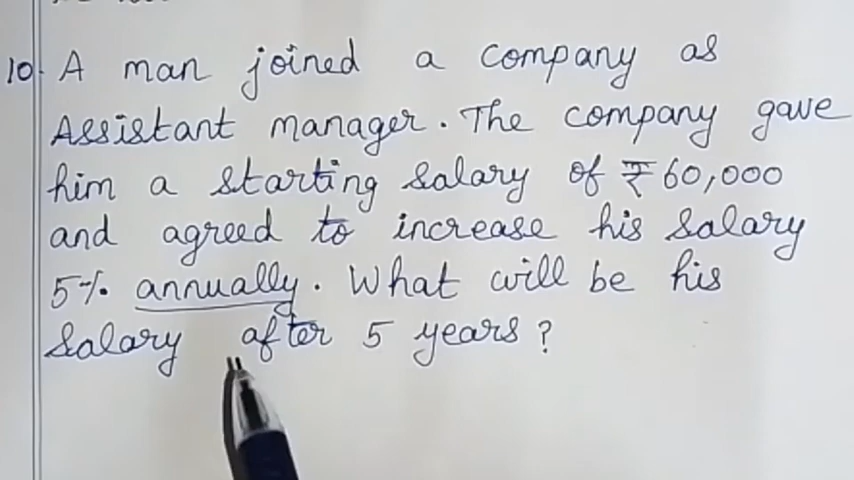 10. A man joined a company as
Assistant manager. The company gave
him a starting salary of ₹ 60,000
and agreed to increase his salary
5% annually. What will be his
salary after 5 years?